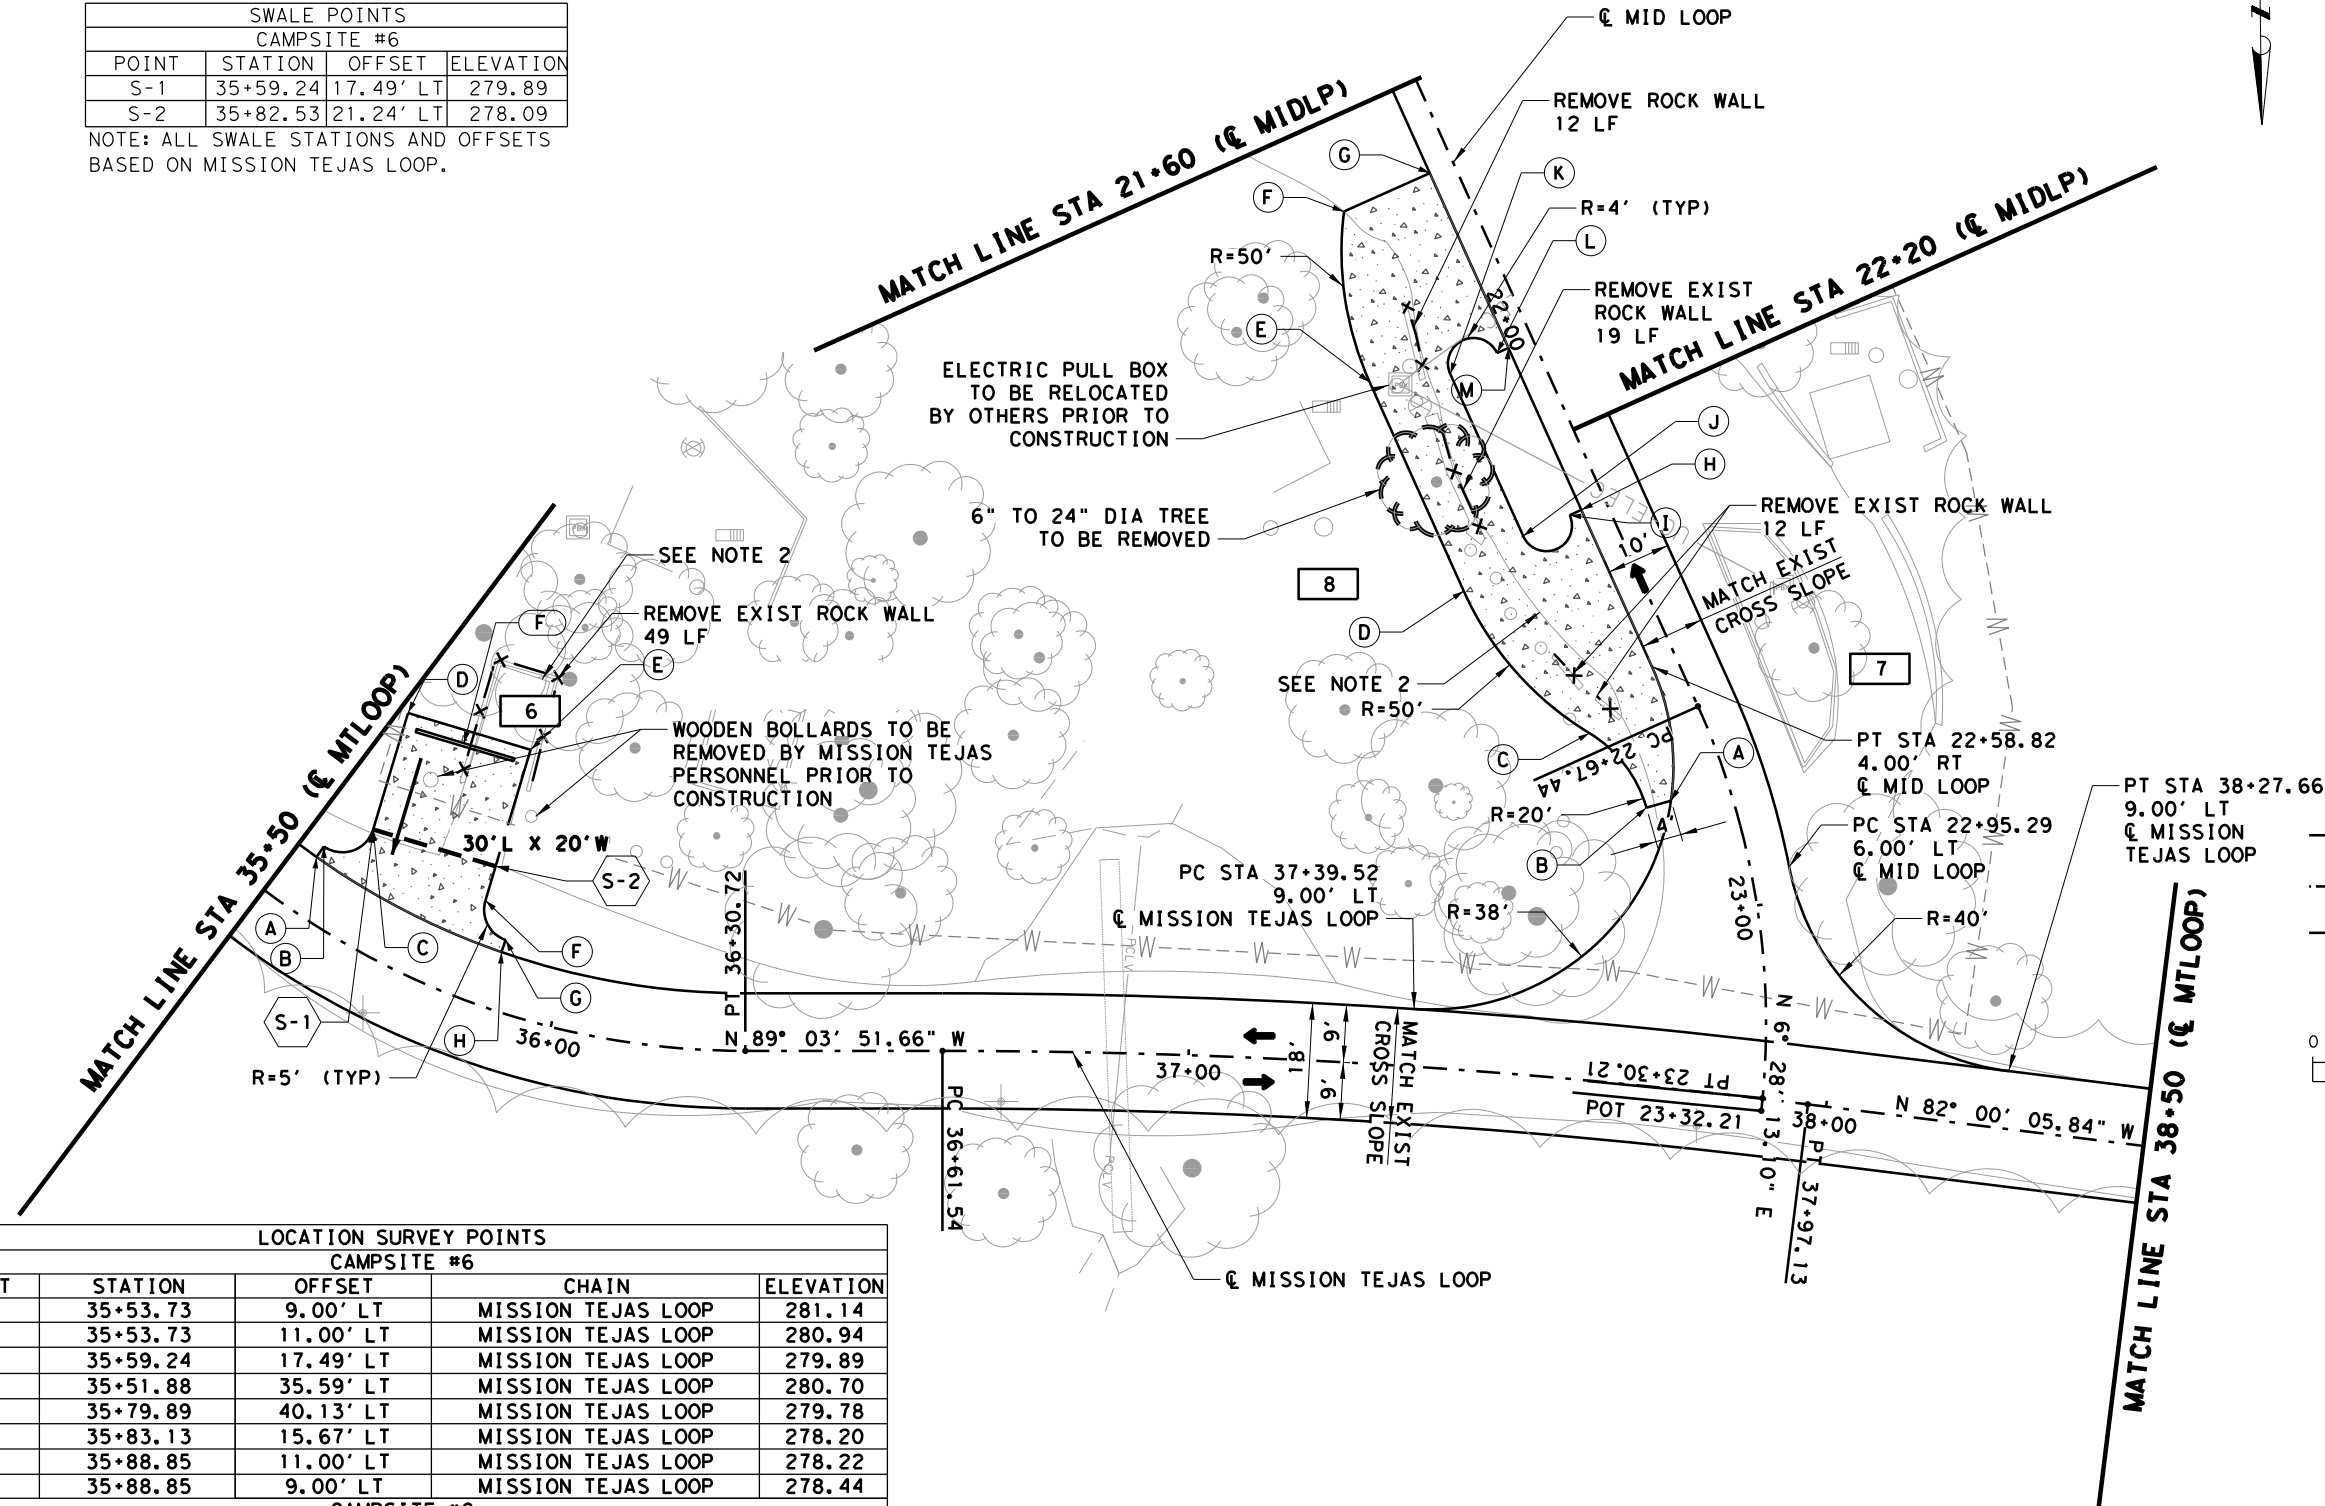 SWALE POINTS
CAMPSITE #6
POINT STATION OFFSET ELEVATION
S-1 35+59.24 17.49' LT 279.89
S-2 35+82.53 21.24' LT 278.09
NOTE: ALL SWALE STATIONS AND OFFSETS
BASED ON MISSION TEJAS LOOP.
℄ MID LOOP
REMOVE ROCK WALL
12 LF
MATCH LINE STA 21+60 (℄ MIDLP)
G
K
F
R=4' (TYP)
L
R=50'
REMOVE EXIST
ROCK WALL
19 LF
22+00
MATCH LINE STA 22+20 (℄ MIDLP)
E
ELECTRIC PULL BOX
TO BE RELOCATED
BY OTHERS PRIOR TO
CONSTRUCTION
M
J
H
6" TO 24" DIA TREE
TO BE REMOVED
REMOVE EXIST ROCK WALL
12 LF
I
10'
MATCH EXIST
CROSS SLOPE
8
D
7
SEE NOTE 2
R=50'
SEE NOTE 2
REMOVE EXIST ROCK WALL
49 LF
F
E
D
6
WOODEN BOLLARDS TO BE
REMOVED BY MISSION TEJAS
PERSONNEL PRIOR TO
CONSTRUCTION
30'L X 20'W
S-2
PC 22+67.44
C
A
R=20'
4'
B
PT STA 22+58.82
4.00' RT
℄ MID LOOP
PC STA 22+95.29
6.00' LT
℄ MID LOOP
PT STA 38+27.66
9.00' LT
℄ MISSION
TEJAS LOOP
PC STA 37+39.52
9.00' LT
℄ MISSION TEJAS LOOP
R=38'
23+00
R=40'
MATCH LINE STA 35+50 (℄ MTLOOP)
A
B
C
F
G
H
S-1
R=5' (TYP)
36+00
PT 36+30.72
N 89° 03' 51.66" W
PC 36+61.54
37+00
18'
9'
9'
MATCH EXIST
CROSS SLOPE
PT 23+30.21
POT 23+32.21
N 6° 28' 13.10" E
38+00
PT 37+97.13
N 82° 00' 05.84" W
MATCH LINE STA 38+50 (℄ MTLOOP)
℄ MISSION TEJAS LOOP
LOCATION SURVEY POINTS
CAMPSITE #6
T STATION OFFSET CHAIN ELEVATION
35+53.73 9.00' LT MISSION TEJAS LOOP 281.14
35+53.73 11.00' LT MISSION TEJAS LOOP 280.94
35+59.24 17.49' LT MISSION TEJAS LOOP 279.89
35+51.88 35.59' LT MISSION TEJAS LOOP 280.70
35+79.89 40.13' LT MISSION TEJAS LOOP 279.78
35+83.13 15.67' LT MISSION TEJAS LOOP 278.20
35+88.85 11.00' LT MISSION TEJAS LOOP 278.22
35+88.85 9.00' LT MISSION TEJAS LOOP 278.44